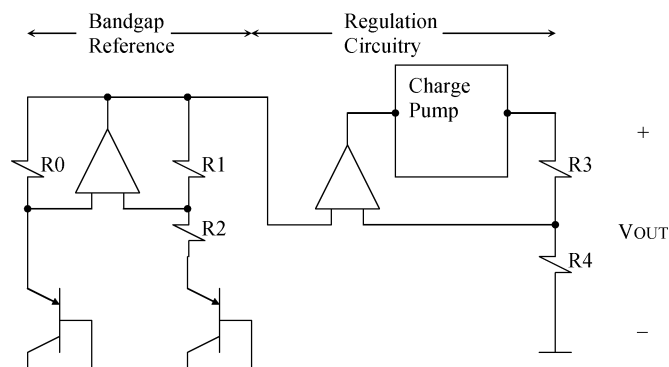 Bandgap
Reference
Regulation
Circuitry
Charge
Pump
+
R0
R1
R3
R2
VOUT
R4
–